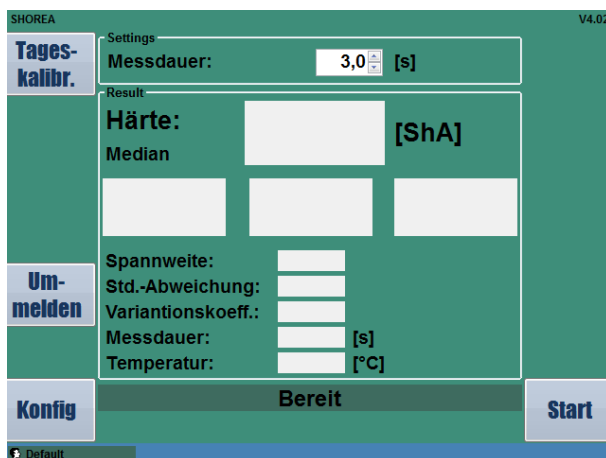 SHOREA V4.02
Tages-
kalibr.
Settings
Messdauer: 3,0 [s]
Result
Härte: [ShA]
Median
Spannweite:
Std.-Abweichung:
Variantionskoeff.:
Messdauer: [s]
Temperatur: [°C]
Um-
melden
Bereit
Konfig
Start
Default